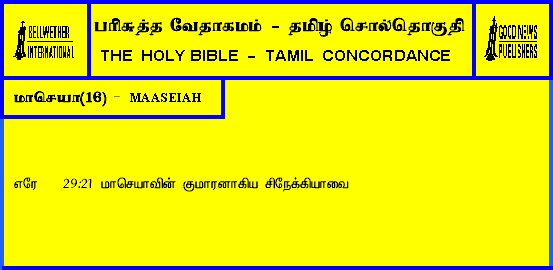 BELLWETHER
INTERNATIONAL
பரிசுத்த வேதாகமம் - தமிழ் சொல்தொகுதி
THE HOLY BIBLE - TAMIL CONCORDANCE
GOOD NEWS
PUBLISHERS
மாசெயா(16) - MAASEIAH
எரே 29:21 மாசெயாவின் குமாரனாகிய சிநேக்கியாவை